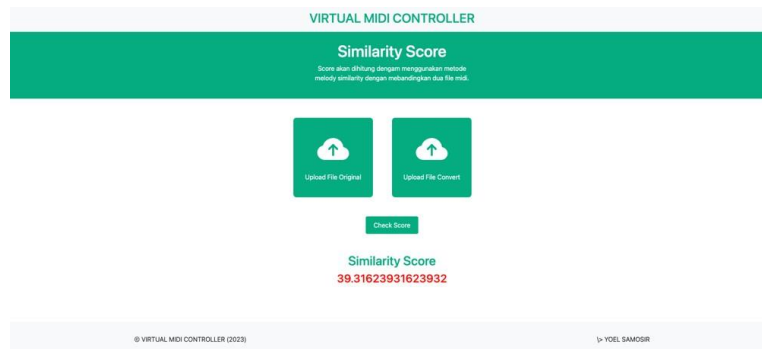 VIRTUAL MIDI CONTROLLER
Similarity Score
Score akan dihitung dengam menggunakan metode
melody similarity dengan mebandingkan dua file midi.
Upload File Original
Upload File Convert
Check Score
Similarity Score
39.31623931623932
© VIRTUAL MIDI CONTROLLER (2023)
\> YOEL SAMOSIR